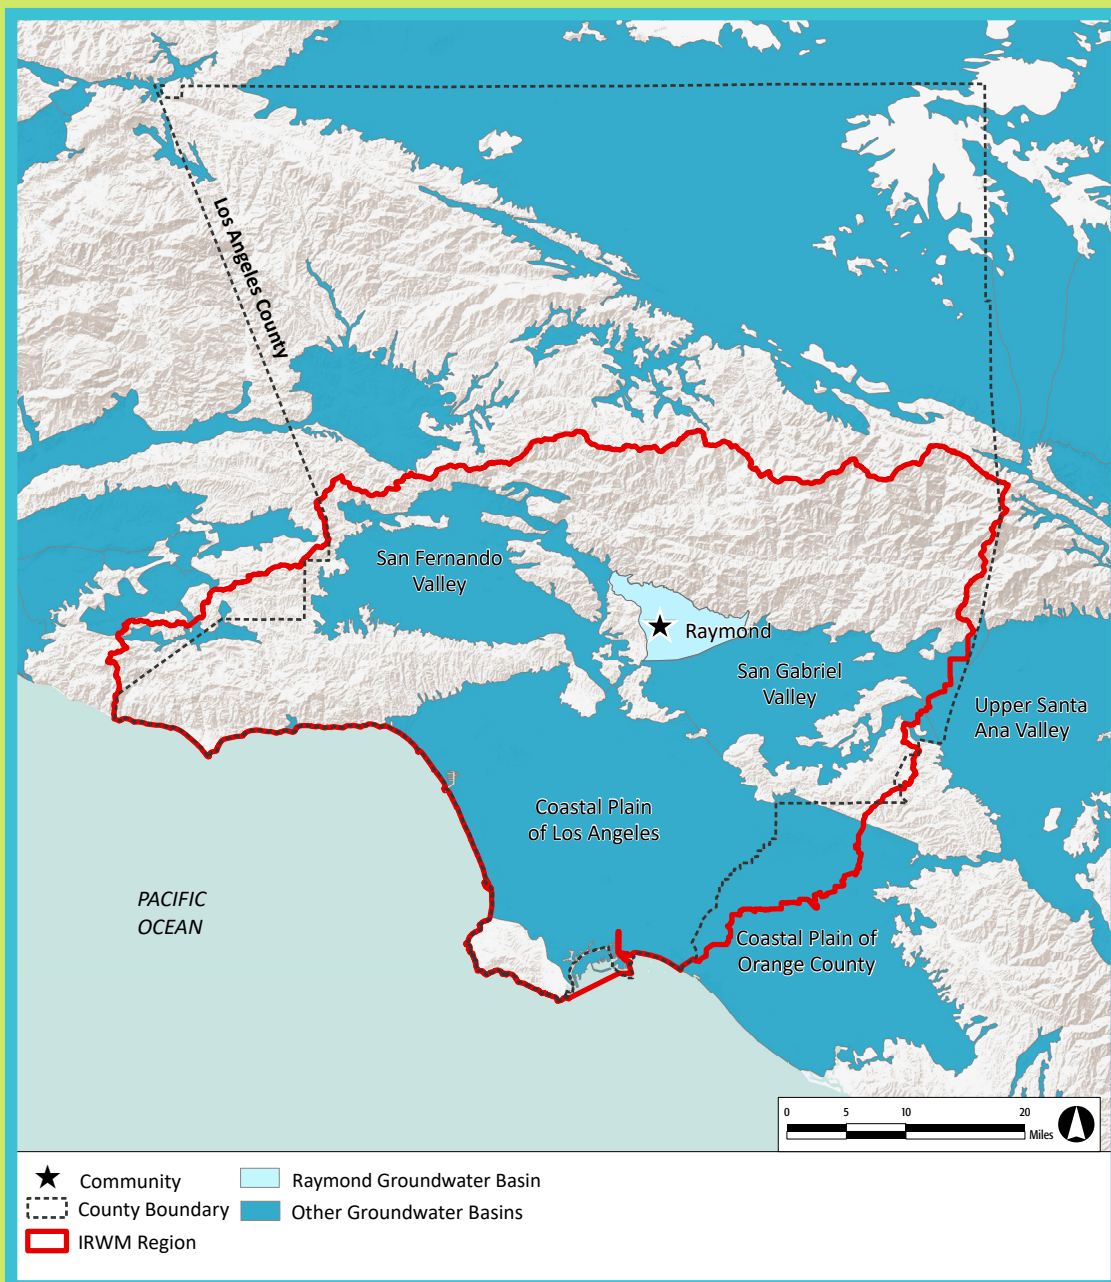 Los Angeles County
San Fernando
Valley
Raymond
San Gabriel
Valley
Upper Santa
Ana Valley
Coastal Plain
of Los Angeles
PACIFIC
OCEAN
Coastal Plain of
Orange County
0 5 10 20
Miles
Community
County Boundary
IRWM Region
Raymond Groundwater Basin
Other Groundwater Basins